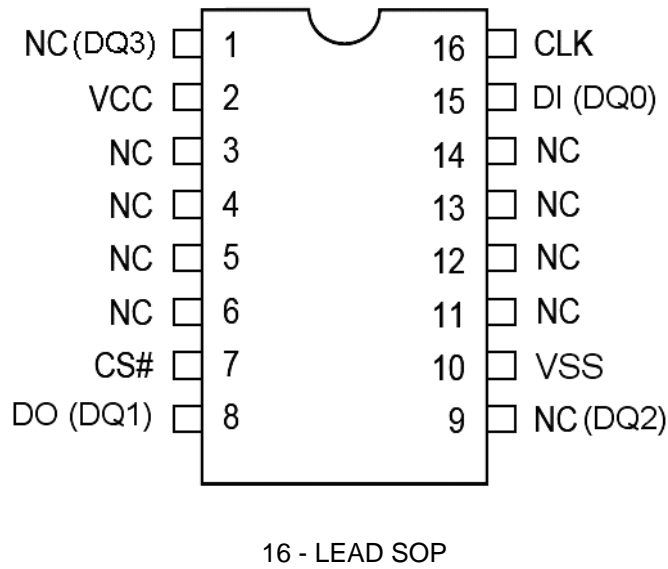 NC (DQ3) 1 16 CLK
VCC 2 15 DI (DQ0)
NC 3 14 NC
NC 4 13 NC
NC 5 12 NC
NC 6 11 NC
CS# 7 10 VSS
DO (DQ1) 8 9 NC (DQ2)
16 - LEAD SOP